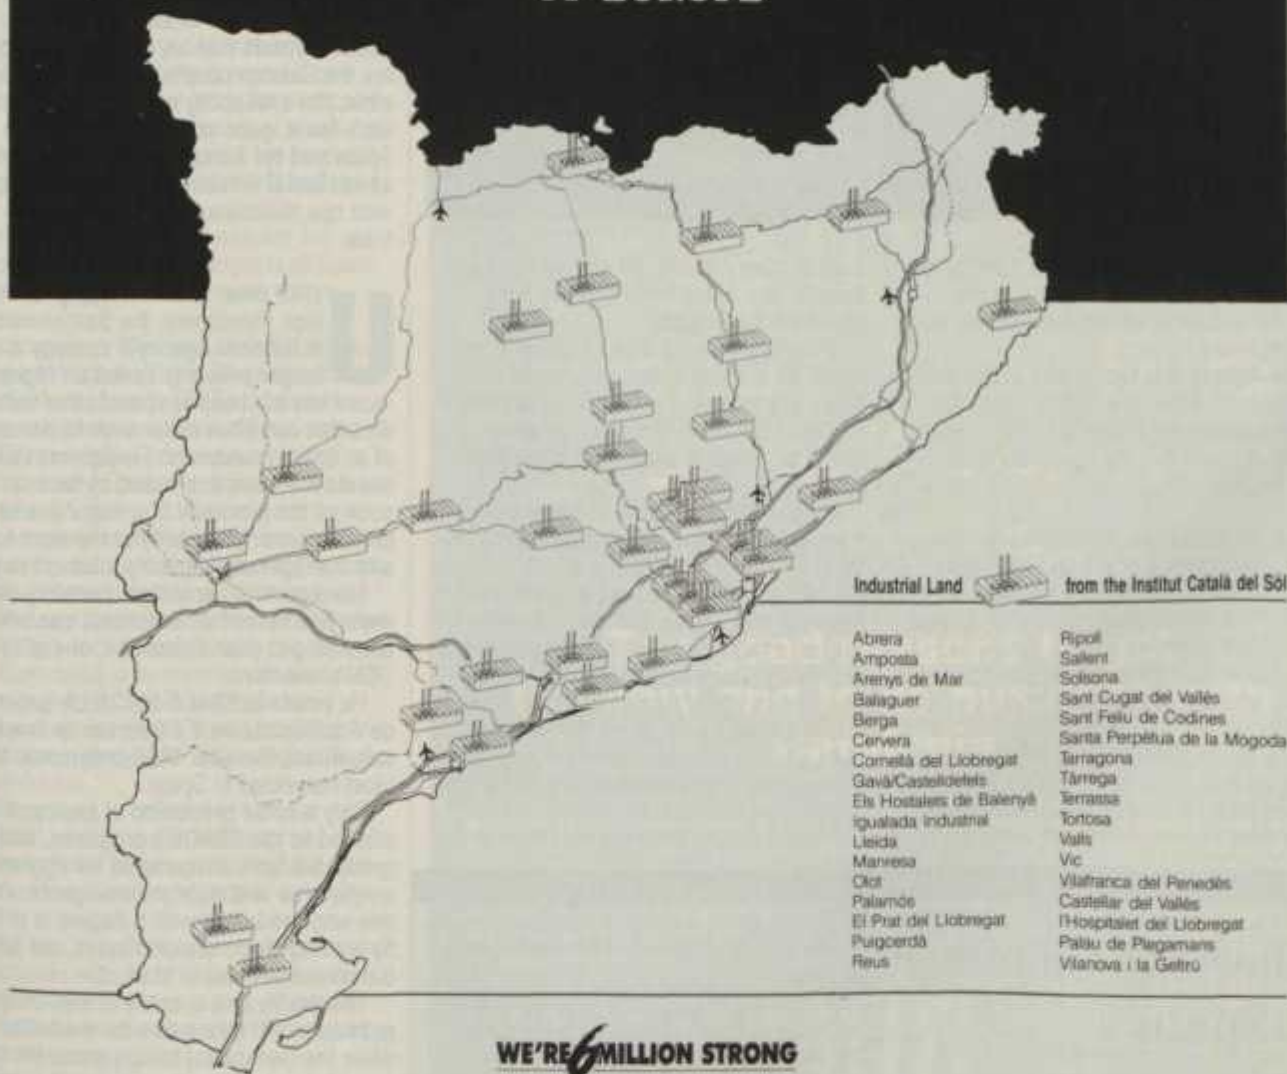 Industrial Land from the Institut Català del Sòl
Abrera
Amposta
Arenys de Mar
Balaguer
Berga
Cervera
Cornellà del Llobregat
Gavà/Castelldefels
Els Hostalets de Balenyà
Igualada Industrial
Lleida
Manresa
Olot
Palamós
El Prat del Llobregat
Puigcerdà
Reus
Ripoll
Sallent
Solsona
Sant Cugat del Vallès
Sant Feliu de Codines
Santa Perpètua de la Mogoda
Tarragona
Tàrrega
Terrassa
Tortosa
Valls
Vic
Vilafranca del Penedès
Castellar del Vallès
l'Hospitalet del Llobregat
Palau de Plegamans
Vilanova i la Geltrú
WE'RE 6 MILLION STRONG